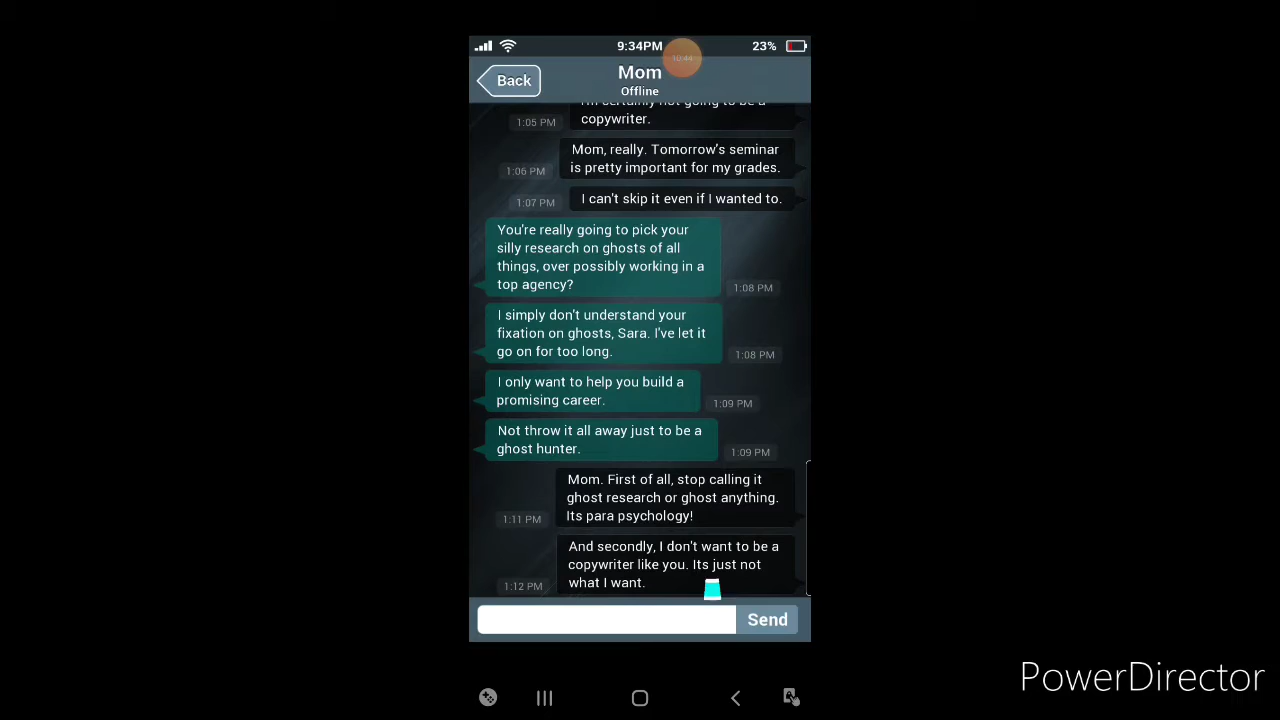 9:34PM
23%
10:44
Back
Mom
Offline
I'm certainly not going to be a
copywriter.
1:05 PM
Mom, really. Tomorrow's seminar
is pretty important for my grades.
1:06 PM
I can't skip it even if I wanted to.
1:07 PM
You're really going to pick your
silly research on ghosts of all
things, over possibly working in a
top agency?
1:08 PM
I simply don't understand your
fixation on ghosts, Sara. I've let it
go on for too long.
1:08 PM
I only want to help you build a
promising career.
1:09 PM
Not throw it all away just to be a
ghost hunter.
1:09 PM
Mom. First of all, stop calling it
ghost research or ghost anything.
Its para psychology!
1:11 PM
And secondly, I don't want to be a
copywriter like you. Its just not
what I want.
1:12 PM
Send
PowerDirector